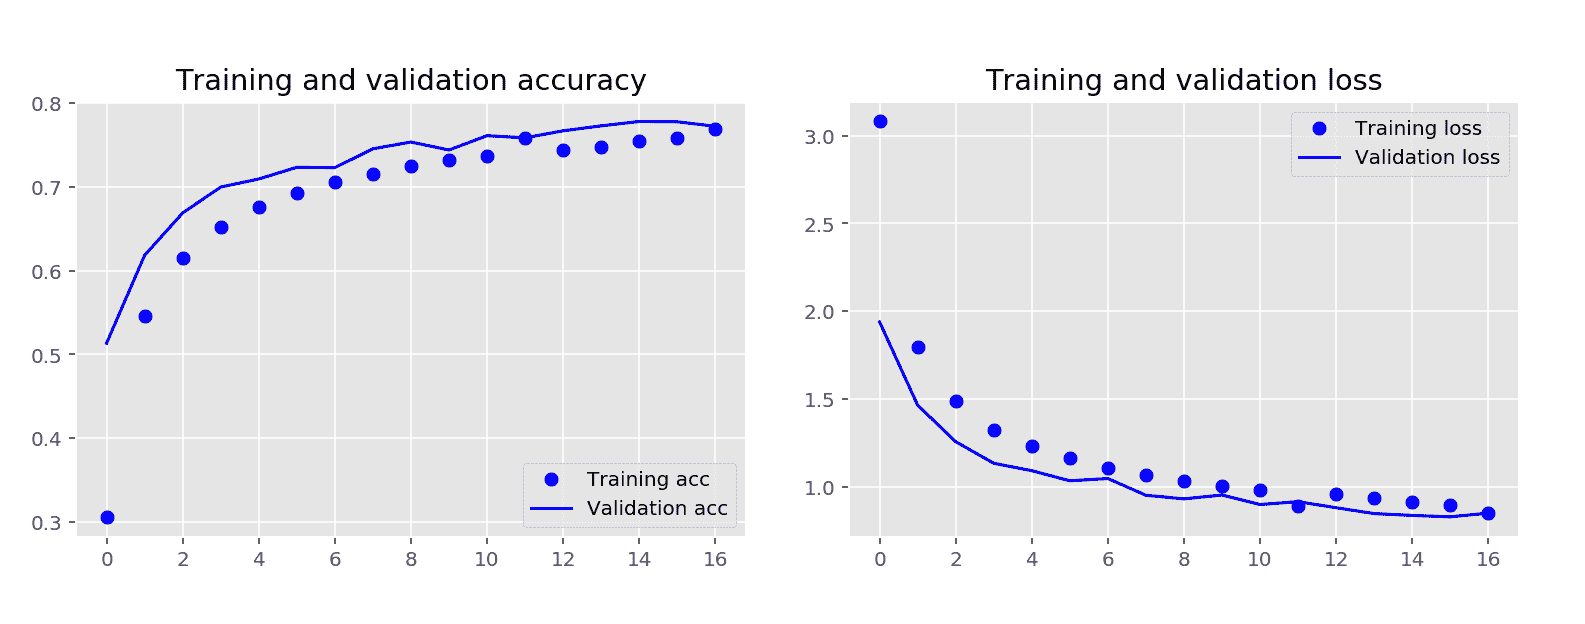 Training and validation accuracy
0.8
0.7
0.6
0.5
0.4
0.3
Training acc
Validation acc
0 2 4 6 8 10 12 14 16
Training and validation loss
3.0
2.5
2.0
1.5
1.0
Training loss
Validation loss
0 2 4 6 8 10 12 14 16